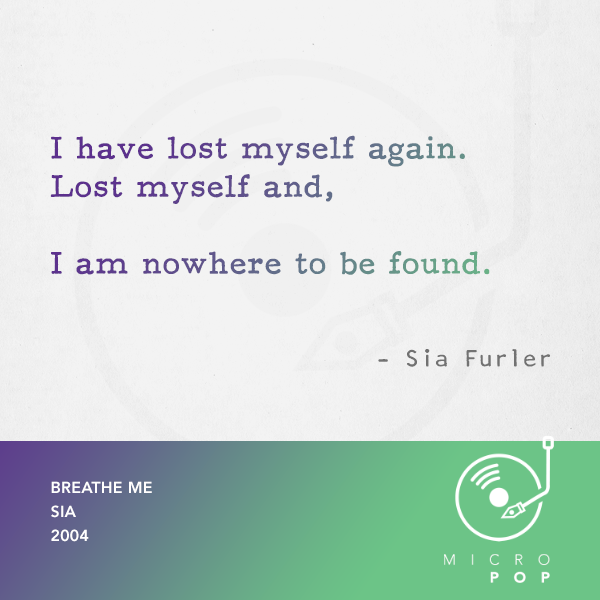 I have lost myself again.
Lost myself and,
I am nowhere to be found.
– Sia Furler
BREATHE ME
SIA
2004
MICRO
POP